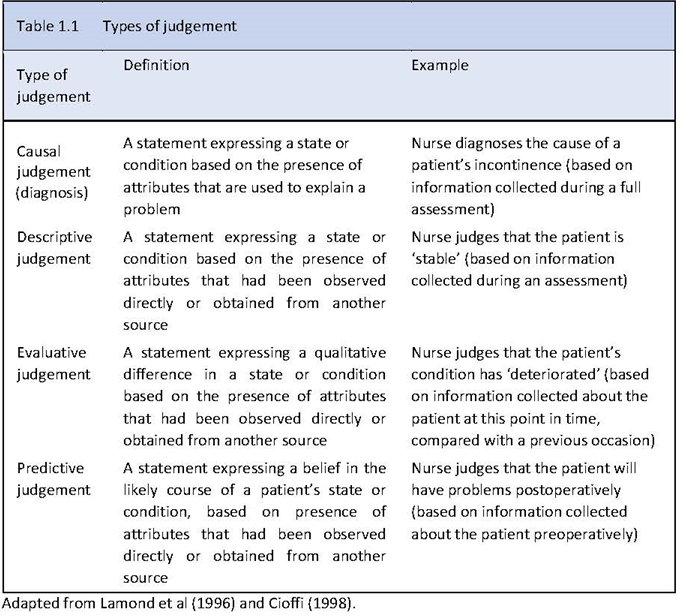 Table 1.1 Types of judgement
Type of judgement Definition Example
Causal judgement (diagnosis)
A statement expressing a state or
condition based on the presence of
attributes that are used to explain a
problem
Nurse diagnoses the cause of a
patient's incontinence (based on
information collected during a full
assessment)
Descriptive judgement
A statement expressing a state or
condition based on the presence of
attributes that had been observed
directly or obtained from another
source
Nurse judges that the patient is
‘stable’ (based on information
collected during an assessment)
Evaluative judgement
A statement expressing a qualitative
difference in a state or condition
based on the presence of attributes
that had been observed directly or
obtained from another source
Nurse judges that the patient's
condition has ‘deteriorated’ (based
on information collected about the
patient at this point in time,
compared with a previous occasion)
Predictive judgement
A statement expressing a belief in the
likely course of a patient's state or
condition, based on presence of
attributes that had been observed
directly or obtained from another
source
Nurse judges that the patient will
have problems postoperatively
(based on information collected
about the patient preoperatively)
Adapted from Lamond et al (1996) and Cioffi (1998).